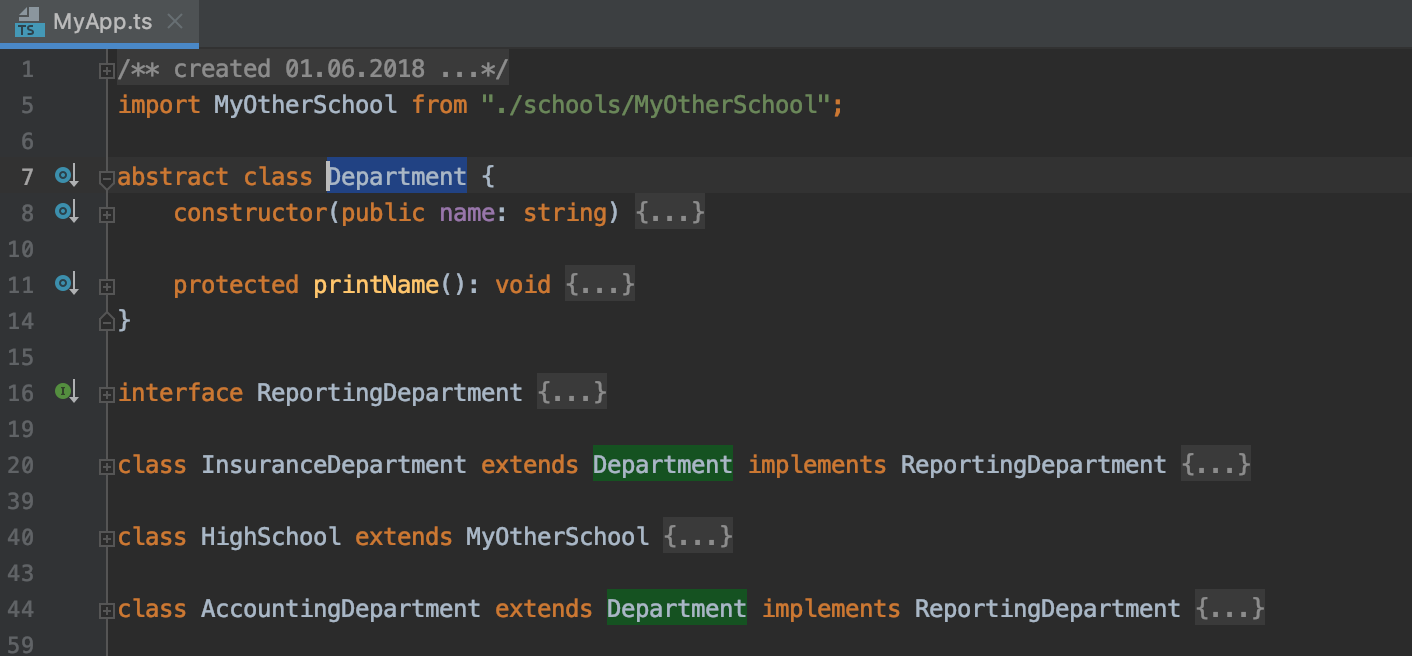 MyApp.ts
1 /** created 01.06.2018 ...*/
5 import MyOtherSchool from "./schools/MyOtherSchool";
6
7 abstract class Department {
8 constructor(public name: string) {...}
10
11 protected printName(): void {...}
14 }
15
16 interface ReportingDepartment {...}
19
20 class InsuranceDepartment extends Department implements ReportingDepartment {...}
39
40 class HighSchool extends MyOtherSchool {...}
43
44 class AccountingDepartment extends Department implements ReportingDepartment {...}
59